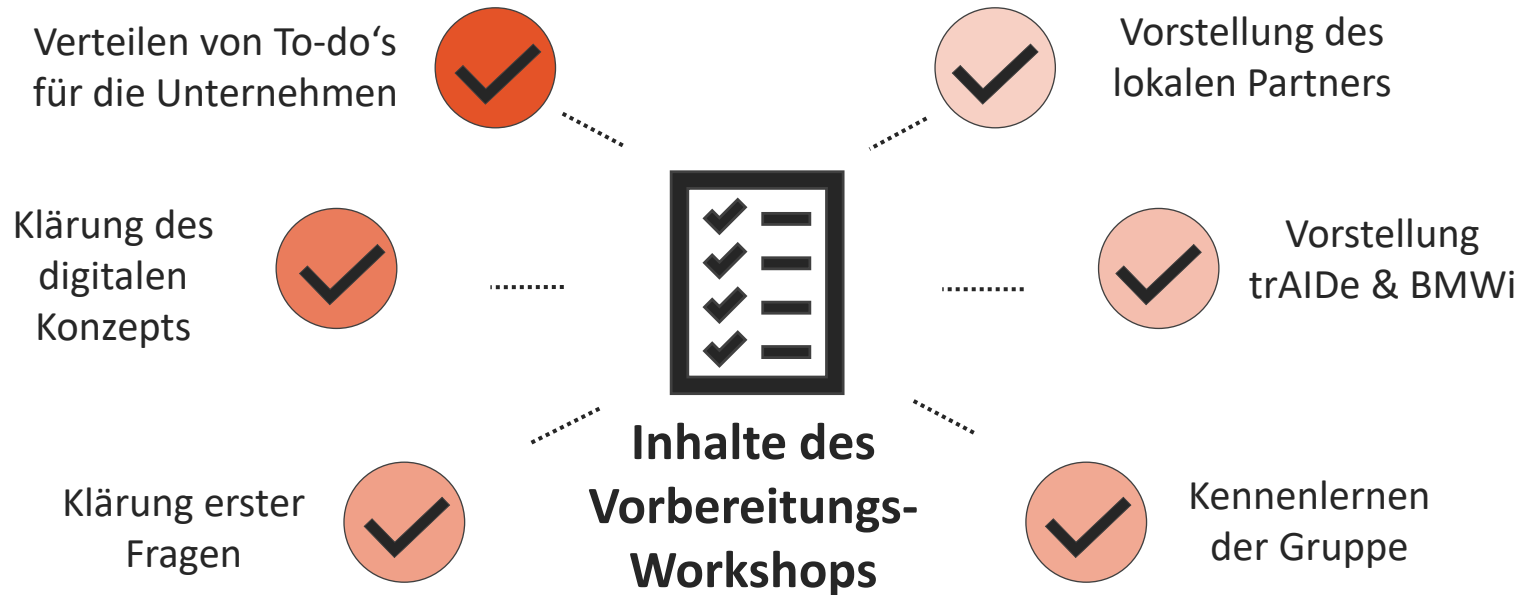 Verteilen von To-do‘s
für die Unternehmen
Vorstellung des
lokalen Partners
Klärung des
digitalen
Konzepts
Vorstellung
trAIDe & BMWi
Klärung erster
Fragen
Inhalte des
Vorbereitungs-
Workshops
Kennenlernen
der Gruppe